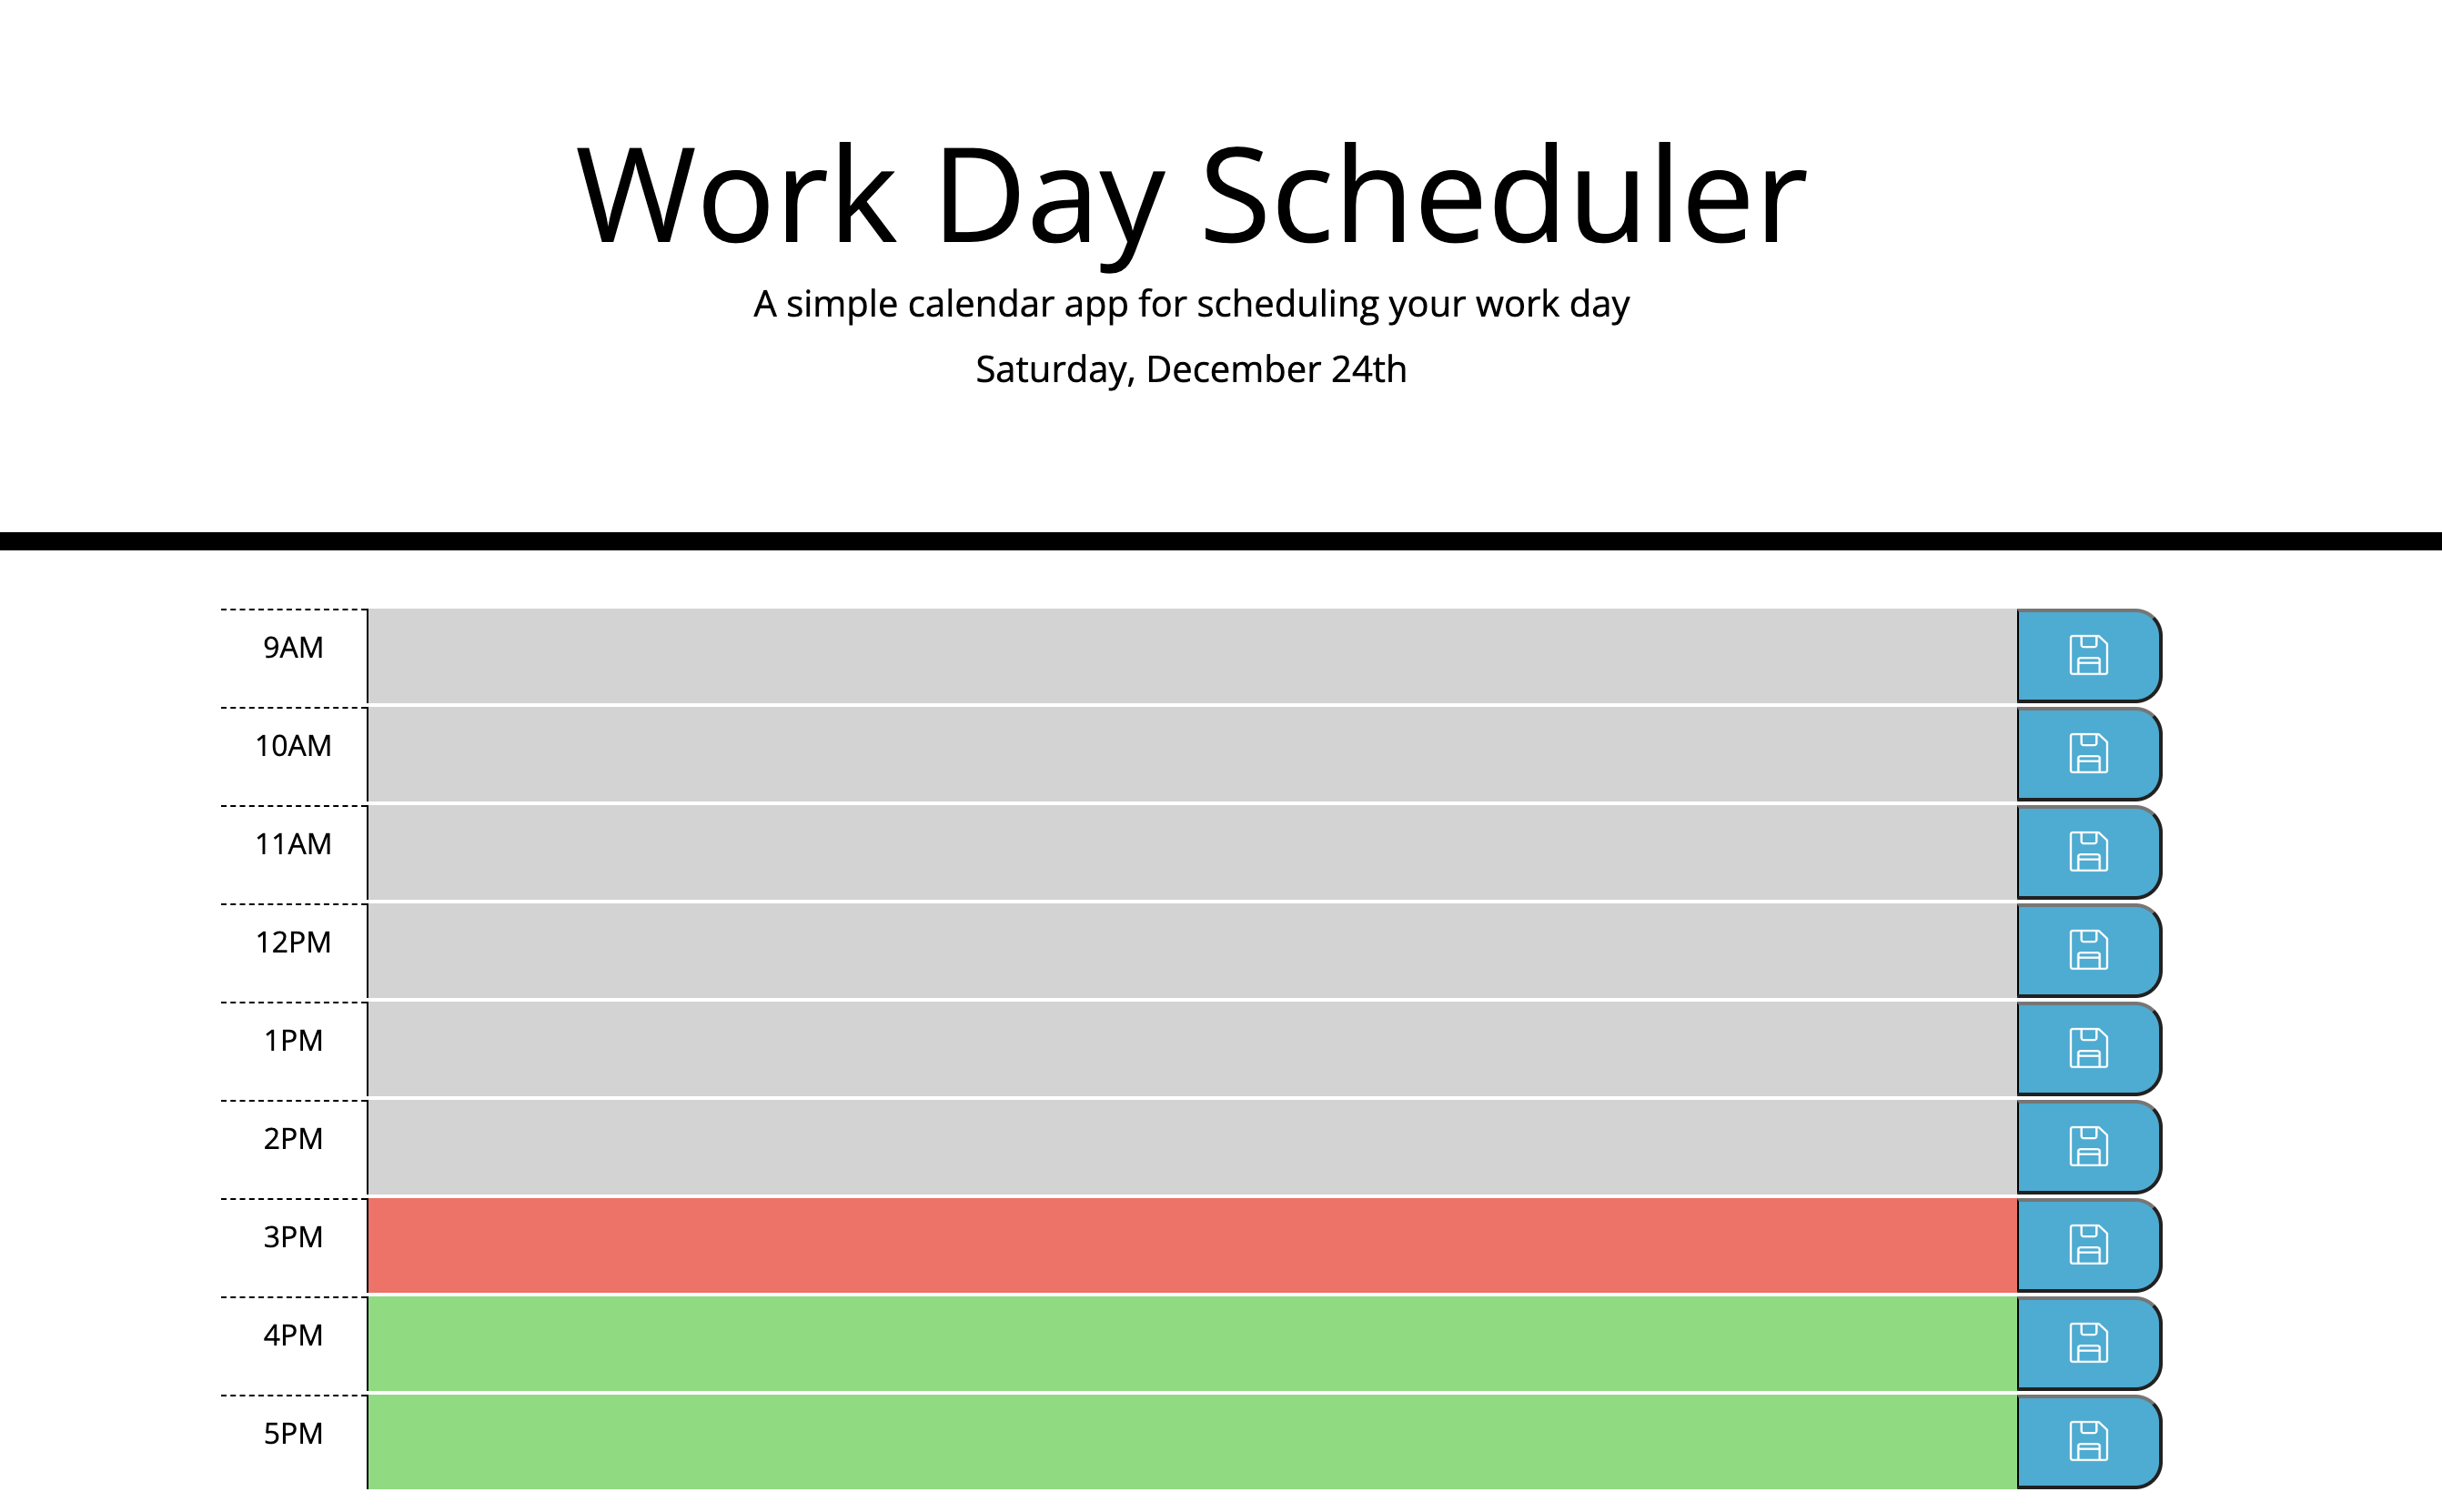 Work Day Scheduler
A simple calendar app for scheduling your work day
Saturday, December 24th
9AM
10AM
11AM
12PM
1PM
2PM
3PM
4PM
5PM